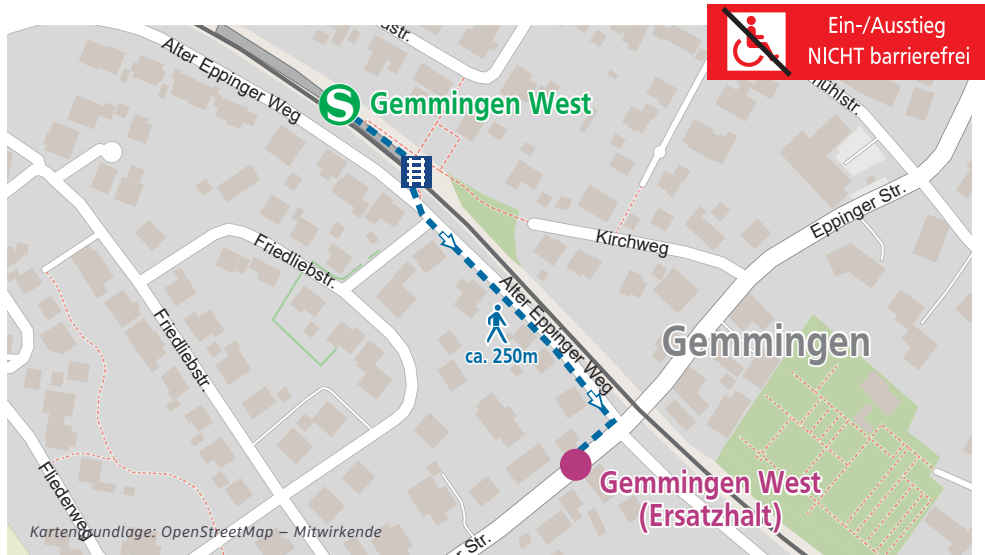 Ein-/Ausstieg
NICHT barrierefrei
Alter Eppinger Weg
S
Gemmingen West
Eppinger Str.
Kirchweg
Friedliebstr.
Alter Eppinger Weg
Gemmingen
ca. 250m
Friedliebstr.
Fliederweg
Gemmingen West
(Ersatzhalt)
Kartengrundlage: OpenStreetMap – Mitwirkende